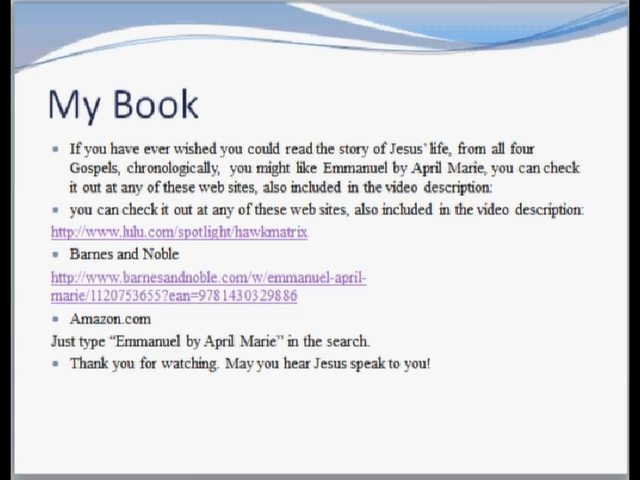 My Book
• If you have ever wished you could read the story of Jesus' life, from all four
Gospels, chronologically, you might like Emmanuel by April Marie, you can check
it out at any of these web sites, also included in the video description:
• you can check it out at any of these web sites, also included in the video description:
http://www.lulu.com/spotlight/hawkmatrix
• Barnes and Noble
http://www.barnesandnoble.com/w/emmanuel-april-
marie/1120753655?ean=9781430329886
• Amazon.com
Just type “Emmanuel by April Marie” in the search.
• Thank you for watching. May you hear Jesus speak to you!